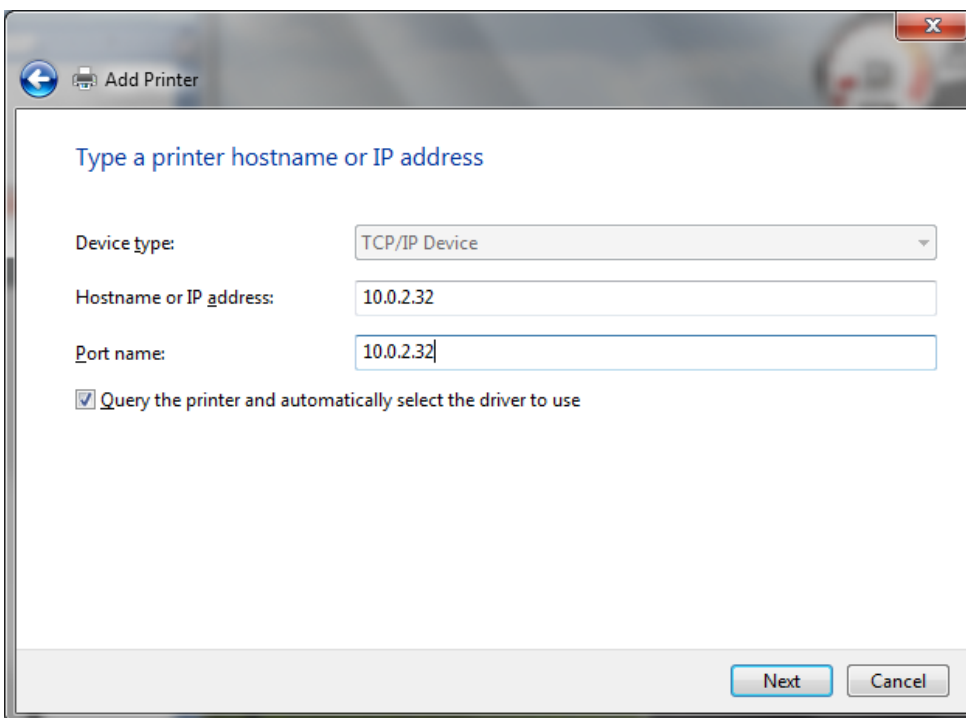 Add Printer
Type a printer hostname or IP address
Device type: TCP/IP Device
Hostname or IP address: 10.0.2.32
Port name: 10.0.2.32
Query the printer and automatically select the driver to use
Next Cancel